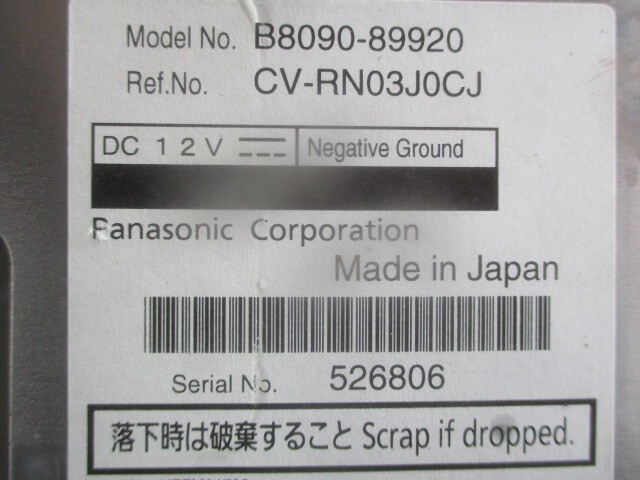 Model No. B8090-89920
Ref.No. CV-RN03J0CJ
DC 12V Negative Ground
Panasonic Corporation
Made in Japan
Serial No. 526806
落下時は破棄すること Scrap if dropped.